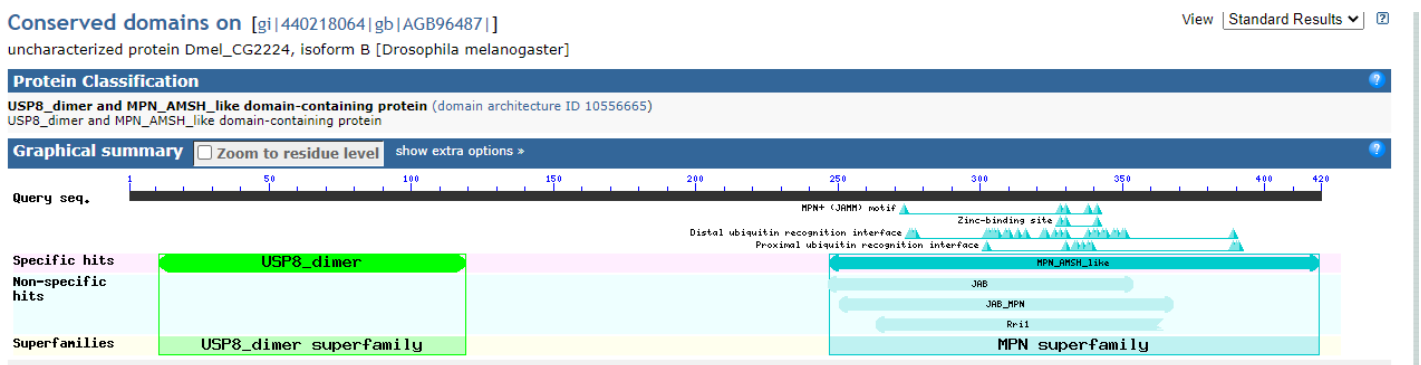 Conserved domains on [gi|440218064|gb|AGB96487|]
View Standard Results ?
uncharacterized protein Dmel_CG2224, isoform B [Drosophila melanogaster]
Protein Classification ?
USP8_dimer and MPN_AMSH_like domain-containing protein (domain architecture ID 10556665)
USP8_dimer and MPN_AMSH_like domain-containing protein
Graphical summary Zoom to residue level show extra options » ?
1 50 100 150 200 250 300 350 400 420
Query seq.
MPN+ (JAMM) motif
Zinc-binding site
Distal ubiquitin recognition interface
Proximal ubiquitin recognition interface
Specific hits USP8_dimer MPN_AMSH_like
Non-specific
hits
JAB
JAB_MPN
Rri1
Superfamilies USP8_dimer superfamily MPN superfamily